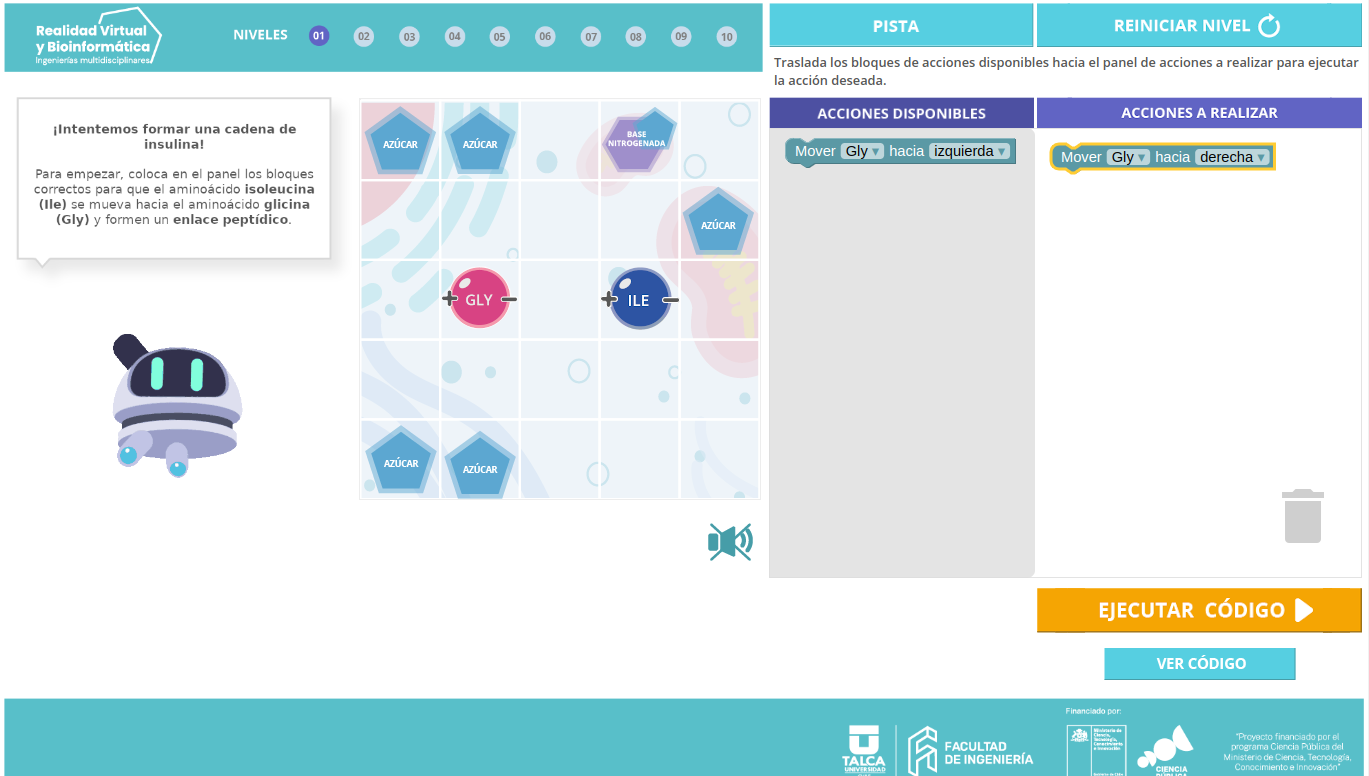 Realidad Virtual
y Bioinformática
Ingenierías multidisciplinares
NIVELES 01 02 03 04 05 06 07 08 09 10
PISTA
REINICIAR NIVEL
Traslada los bloques de acciones disponibles hacia el panel de acciones a realizar para ejecutar
la acción deseada.
¡Intentemos formar una cadena de
insulina!
Para empezar, coloca en el panel los bloques
correctos para que el aminoácido isoleucina
(Ile) se mueva hacia el aminoácido glicina
(Gly) y formen un enlace peptídico.
AZÚCAR
AZÚCAR
BASE
NITROGENADA
AZÚCAR
+ GLY −
+ ILE −
AZÚCAR
AZÚCAR
ACCIONES DISPONIBLES
Mover Gly ▾ hacia izquierda ▾
ACCIONES A REALIZAR
Mover Gly ▾ hacia derecha ▾
EJECUTAR CÓDIGO
VER CÓDIGO
TALCA
UNIVERSIDAD
FACULTAD
DE INGENIERÍA
Financiado por:
Ministerio de
Ciencia,
Tecnología,
Conocimiento
e Innovación
CIENCIA
"Proyecto financiado por el
programa Ciencia Pública del
Ministerio de Ciencia, Tecnología,
Conocimiento e Innovación"